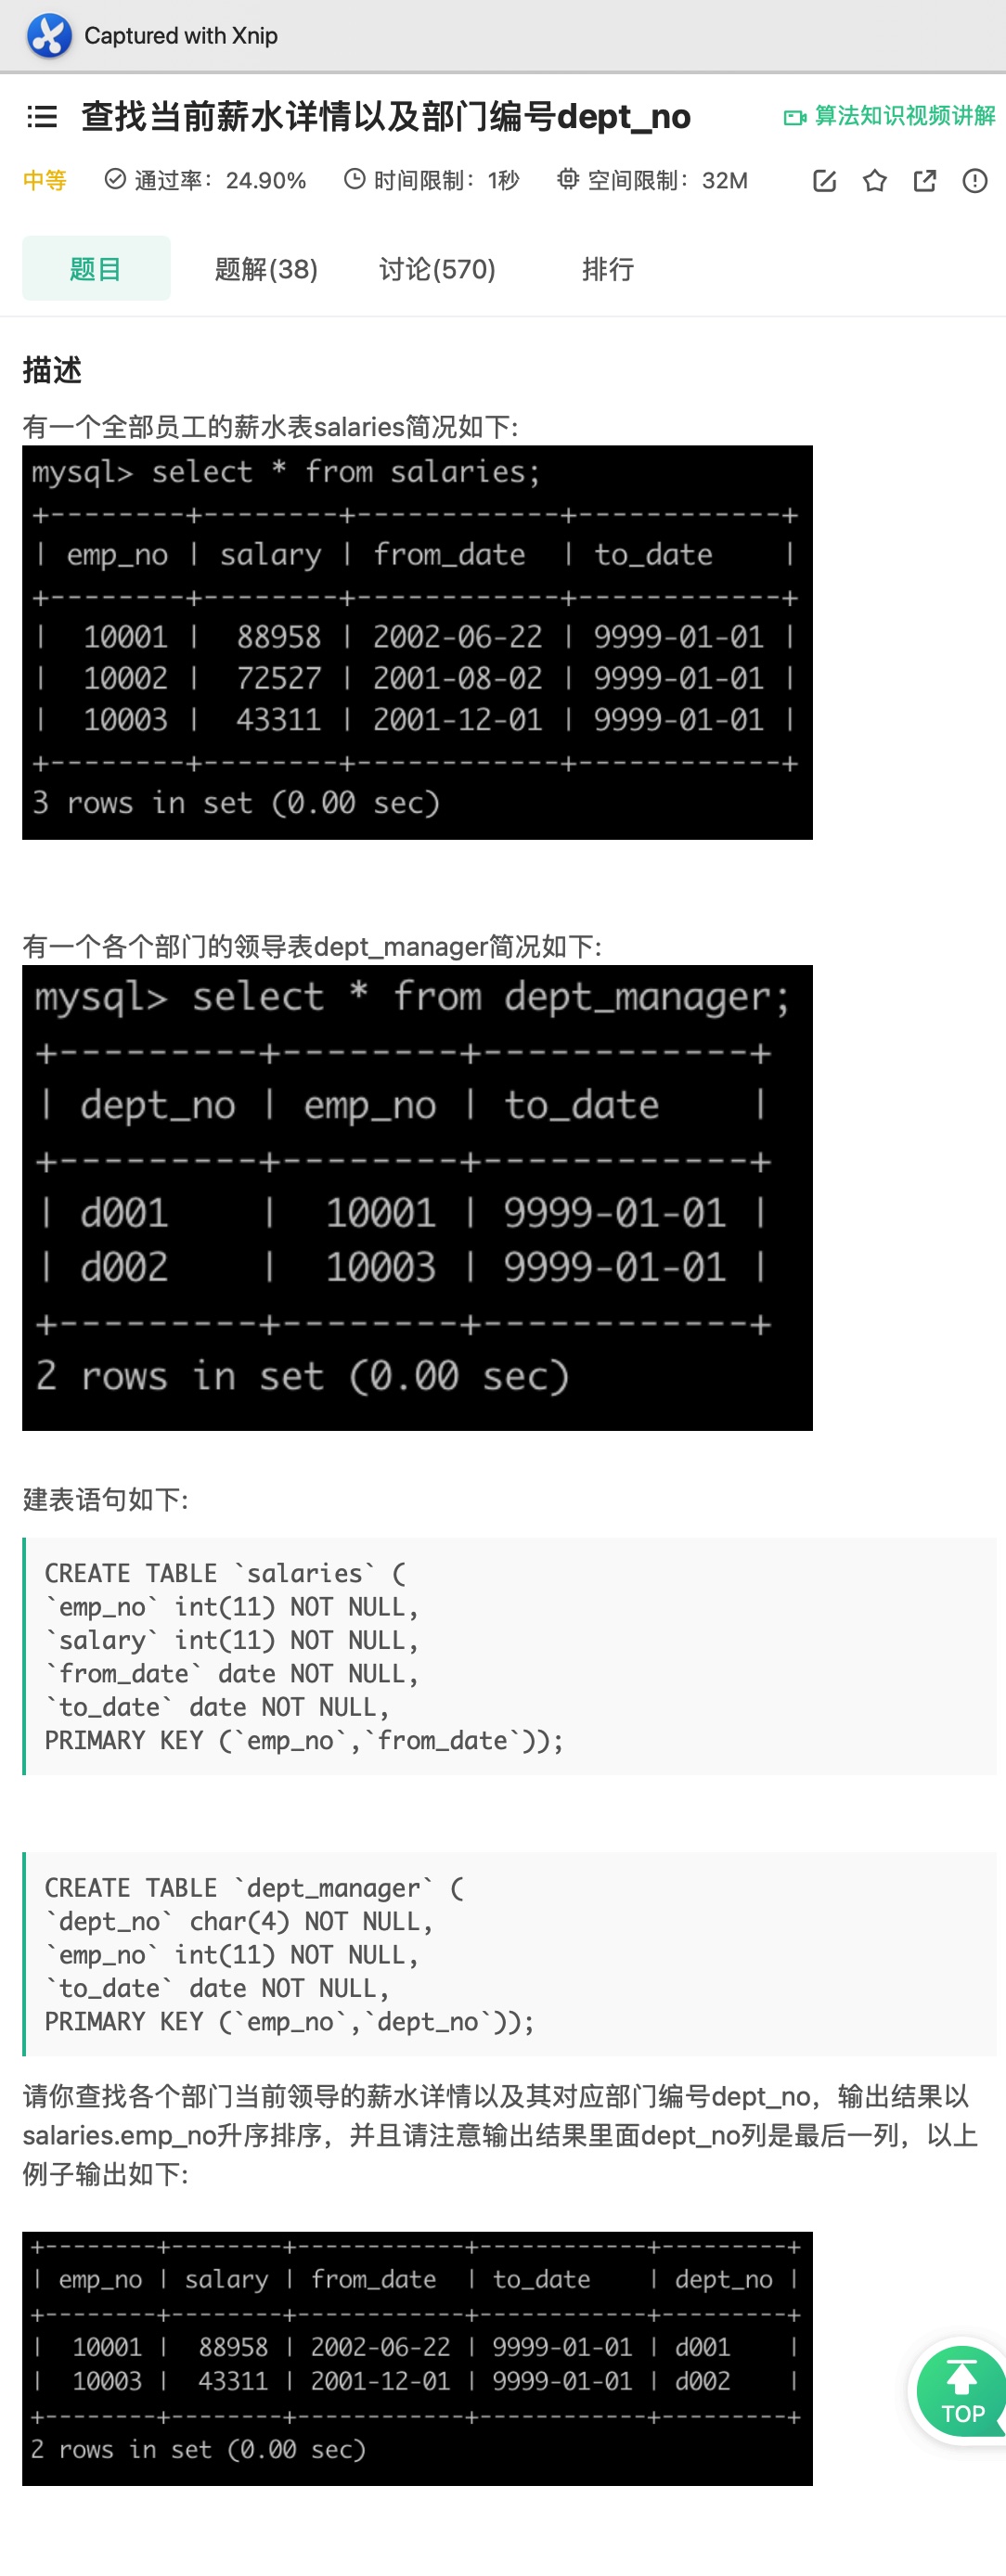 Captured with Xnip
查找当前薪水详情以及部门编号dept_no
算法知识视频讲解
中等 通过率：24.90% 时间限制：1秒 空间限制：32M
题目 题解(38) 讨论(570) 排行
描述
有一个全部员工的薪水表salaries简况如下:
mysql> select * from salaries;
+--------+--------+------------+------------+
| emp_no | salary | from_date  | to_date    |
+--------+--------+------------+------------+
|  10001 |  88958 | 2002-06-22 | 9999-01-01 |
|  10002 |  72527 | 2001-08-02 | 9999-01-01 |
|  10003 |  43311 | 2001-12-01 | 9999-01-01 |
+--------+--------+------------+------------+
3 rows in set (0.00 sec)
有一个各个部门的领导表dept_manager简况如下:
mysql> select * from dept_manager;
+---------+--------+------------+
| dept_no | emp_no | to_date    |
+---------+--------+------------+
| d001    |  10001 | 9999-01-01 |
| d002    |  10003 | 9999-01-01 |
+---------+--------+------------+
2 rows in set (0.00 sec)
建表语句如下:
CREATE TABLE `salaries` (
`emp_no` int(11) NOT NULL,
`salary` int(11) NOT NULL,
`from_date` date NOT NULL,
`to_date` date NOT NULL,
PRIMARY KEY (`emp_no`,`from_date`));
CREATE TABLE `dept_manager` (
`dept_no` char(4) NOT NULL,
`emp_no` int(11) NOT NULL,
`to_date` date NOT NULL,
PRIMARY KEY (`emp_no`,`dept_no`));
请你查找各个部门当前领导的薪水详情以及其对应部门编号dept_no，输出结果以
salaries.emp_no升序排序，并且请注意输出结果里面dept_no列是最后一列，以上
例子输出如下:
+--------+--------+------------+------------+---------+
| emp_no | salary | from_date  | to_date    | dept_no |
+--------+--------+------------+------------+---------+
|  10001 |  88958 | 2002-06-22 | 9999-01-01 | d001    |
|  10003 |  43311 | 2001-12-01 | 9999-01-01 | d002    |
+--------+--------+------------+------------+---------+
2 rows in set (0.00 sec)
TOP